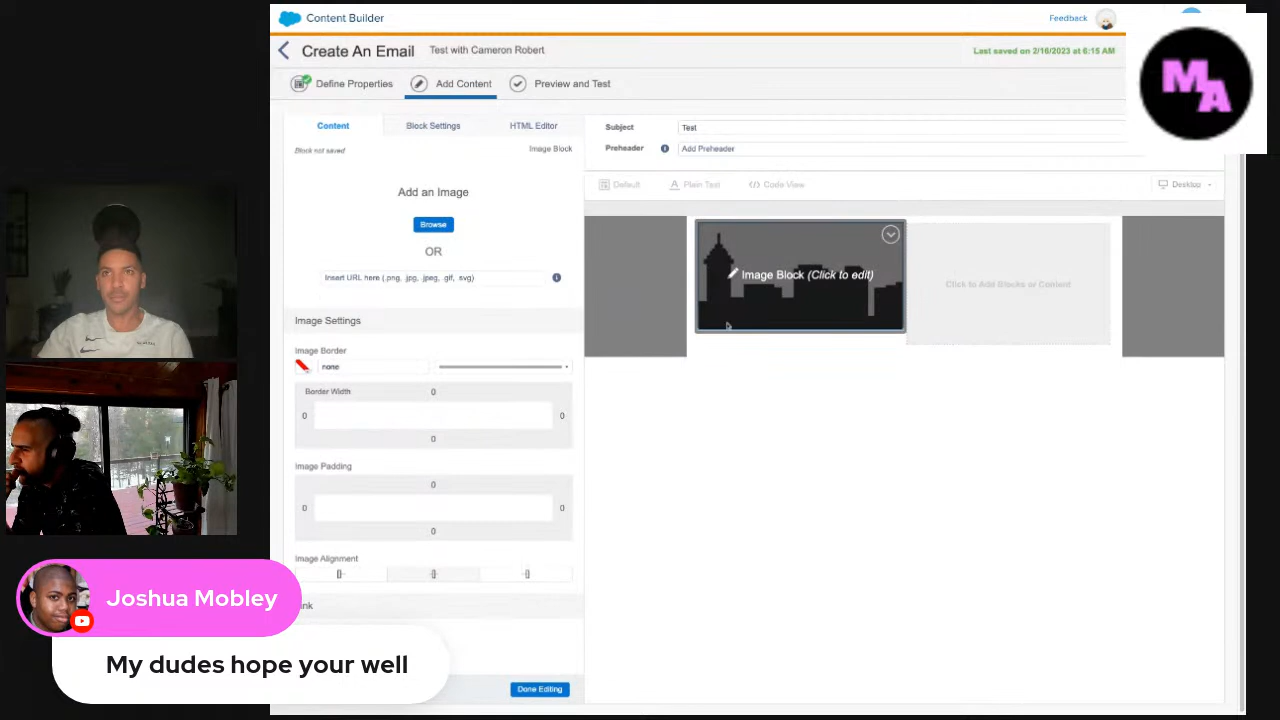 Content Builder
Feedback
Create An Email
Test with Cameron Robert
Last saved on 2/16/2023 at 6:15 AM
MA
Define Properties
Add Content
Preview and Test
Content
Block Settings
HTML Editor
Block not saved
Image Block
Subject
Test
Preheader
Add Preheader
Default
Plain Text
Code View
Desktop
Add an Image
Browse
OR
Insert URL here (.png, .jpg, .jpeg, .gif, .svg)
Image Block (Click to edit)
Click to Add Blocks or Content
Image Settings
Image Border
none
Border Width
0
0
0
0
Image Padding
0
0
0
0
Image Alignment
Joshua Mobley
My dudes hope your well
Done Editing